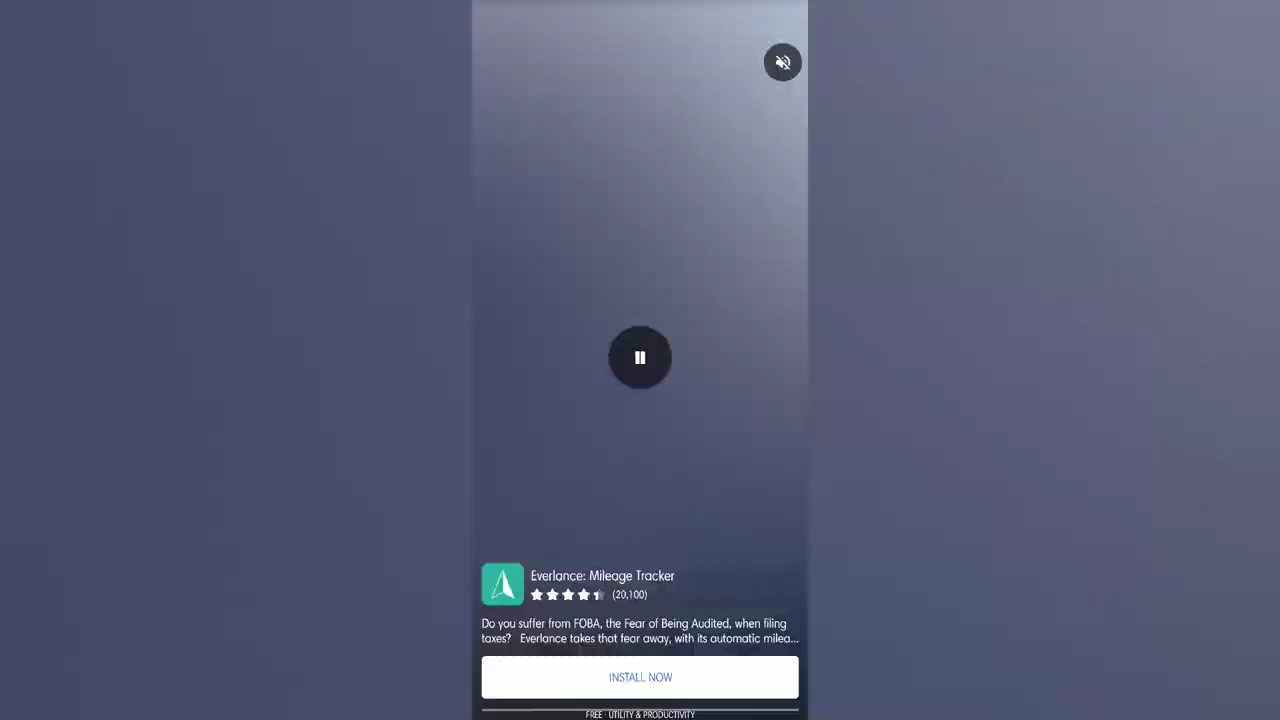 Everlance: Mileage Tracker
(20,100)
Do you suffer from FOBA, the Fear of Being Audited, when filing
taxes? Everlance takes that fear away, with its automatic milea...
INSTALL NOW
FREE · UTILITY & PRODUCTIVITY